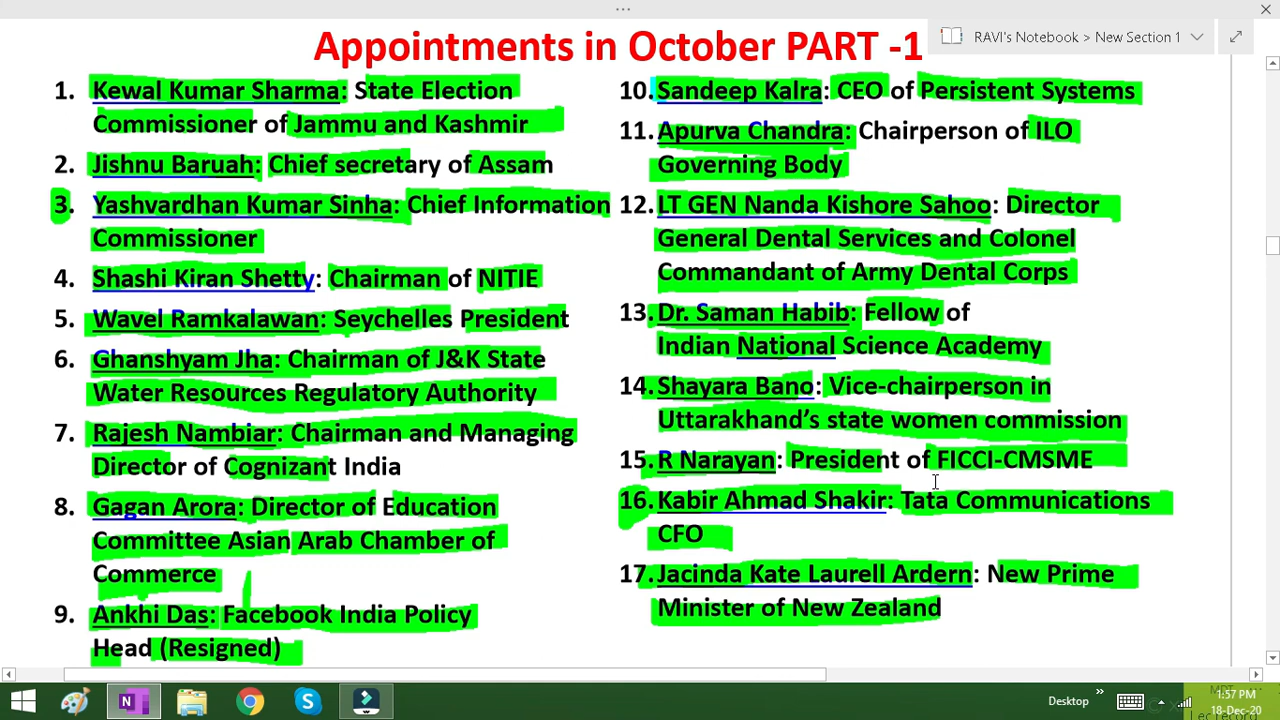 Appointments in October PART -1
RAVI's Notebook > New Section 1
1. Kewal Kumar Sharma: State Election
Commissioner of Jammu and Kashmir
2. Jishnu Baruah: Chief secretary of Assam
3. Yashvardhan Kumar Sinha: Chief Information
Commissioner
4. Shashi Kiran Shetty: Chairman of NITIE
5. Wavel Ramkalawan: Seychelles President
6. Ghanshyam Jha: Chairman of J&K State
Water Resources Regulatory Authority
7. Rajesh Nambiar: Chairman and Managing
Director of Cognizant India
8. Gagan Arora: Director of Education
Committee Asian Arab Chamber of
Commerce
9. Ankhi Das: Facebook India Policy
Head (Resigned)
10. Sandeep Kalra: CEO of Persistent Systems
11. Apurva Chandra: Chairperson of ILO
Governing Body
12. LT GEN Nanda Kishore Sahoo: Director
General Dental Services and Colonel
Commandant of Army Dental Corps
13. Dr. Saman Habib: Fellow of
Indian National Science Academy
14. Shayara Bano: Vice-chairperson in
Uttarakhand's state women commission
15. R Narayan: President of FICCI-CMSME
16. Kabir Ahmad Shakir: Tata Communications
CFO
17. Jacinda Kate Laurell Ardern: New Prime
Minister of New Zealand
Desktop
1:57 PM
18-Dec-20